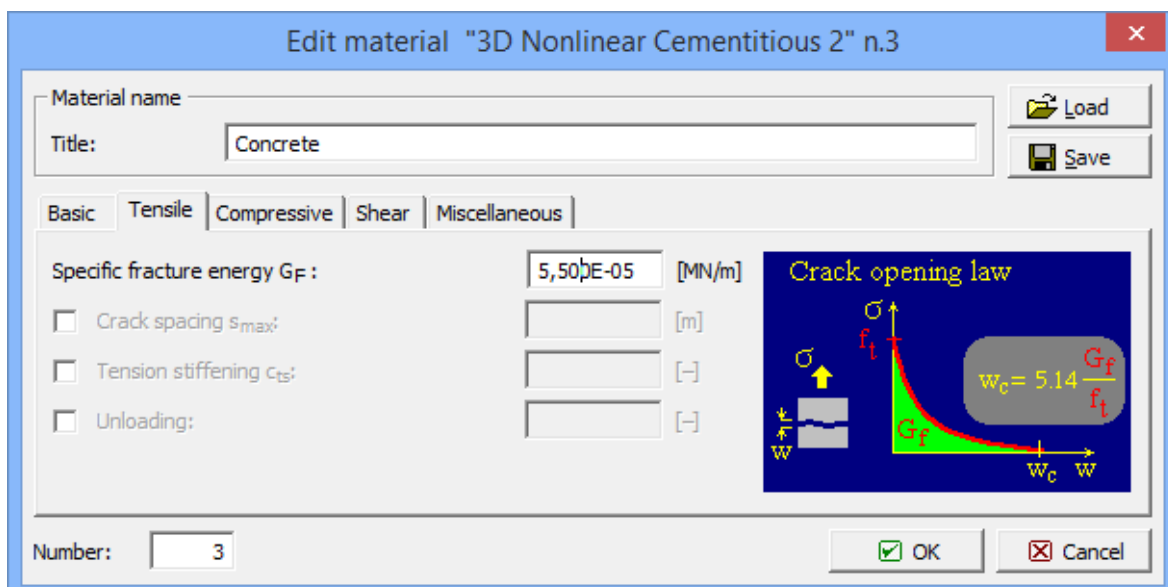 Edit material "3D Nonlinear Cementitious 2" n.3
×
Material name
Title: Concrete
Load
Save
Basic Tensile Compressive Shear Miscellaneous
Specific fracture energy GF : 5,500E-05 [MN/m]
Crack spacing smax: [m]
Tension stiffening cts: [–]
Unloading: [–]
Crack opening law
σ
ft
σ
wc = 5.14 Gf / ft
Gf
w
wc w
Number: 3
OK
Cancel